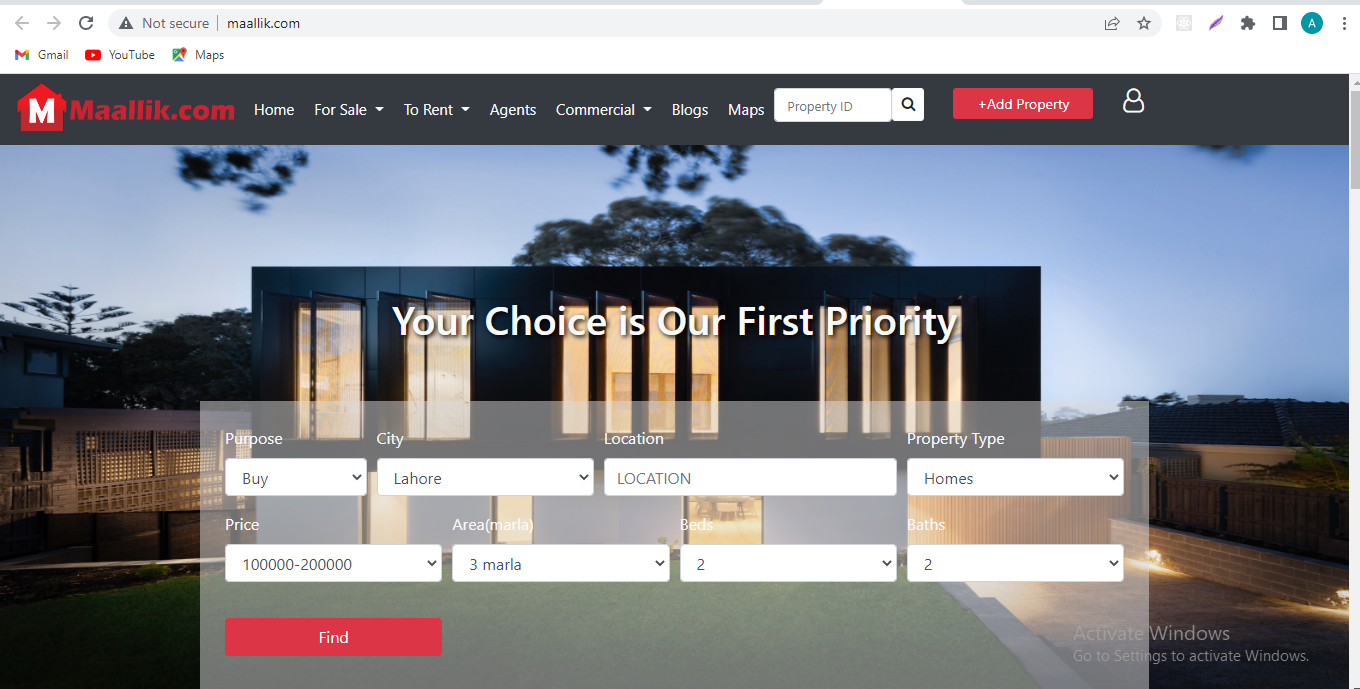 Not secure | maallik.com
A
Gmail YouTube Maps
M Maallik.com Home For Sale To Rent Agents Commercial Blogs Maps Property ID +Add Property
Your Choice is Our First Priority
Purpose City Location Property Type
Buy Lahore LOCATION Homes
Price Area(marla) Beds Baths
100000-200000 3 marla 2 2
Find
Activate Windows
Go to Settings to activate Windows.